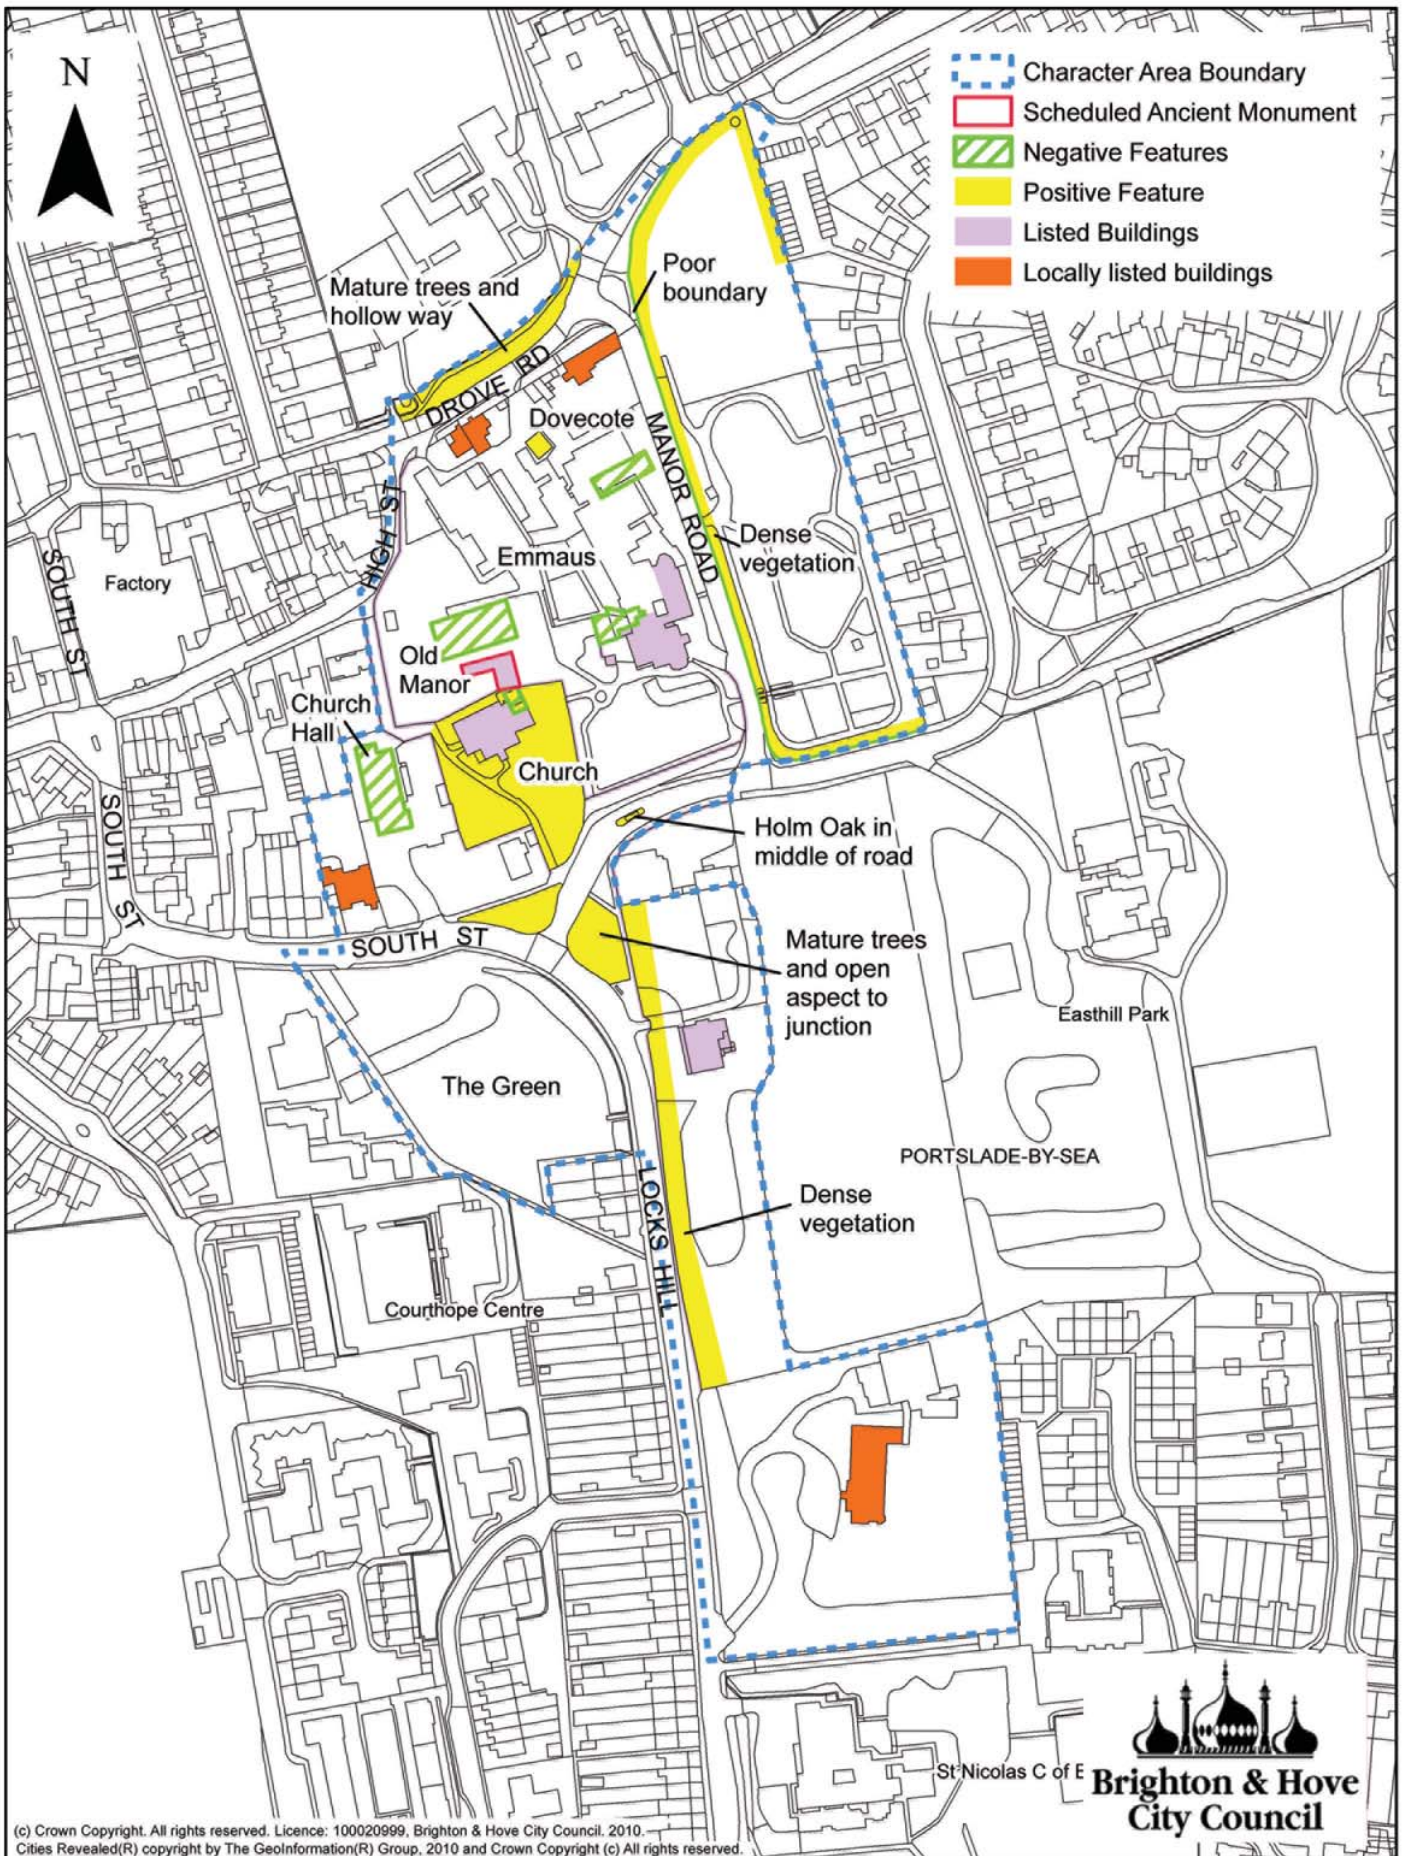 N
Character Area Boundary
Scheduled Ancient Monument
Negative Features
Positive Feature
Listed Buildings
Locally listed buildings
Poor
boundary
Mature trees and
hollow way
DROVE RD
Dovecote
MANOR ROAD
HIGH ST
Dense
vegetation
Emmaus
SOUTH ST
Factory
Old
Manor
Church
Hall
Church
SOUTH ST
Holm Oak in
middle of road
SOUTH ST
Mature trees
and open
aspect to
junction
Easthill Park
The Green
PORTSLADE-BY-SEA
LOCKS HILL
Dense
vegetation
Courthope Centre
St Nicolas C of E
Brighton & Hove
City Council
(c) Crown Copyright. All rights reserved. Licence: 100020999, Brighton & Hove City Council. 2010.
Cities Revealed(R) copyright by The GeoInformation(R) Group, 2010 and Crown Copyright (c) All rights reserved.